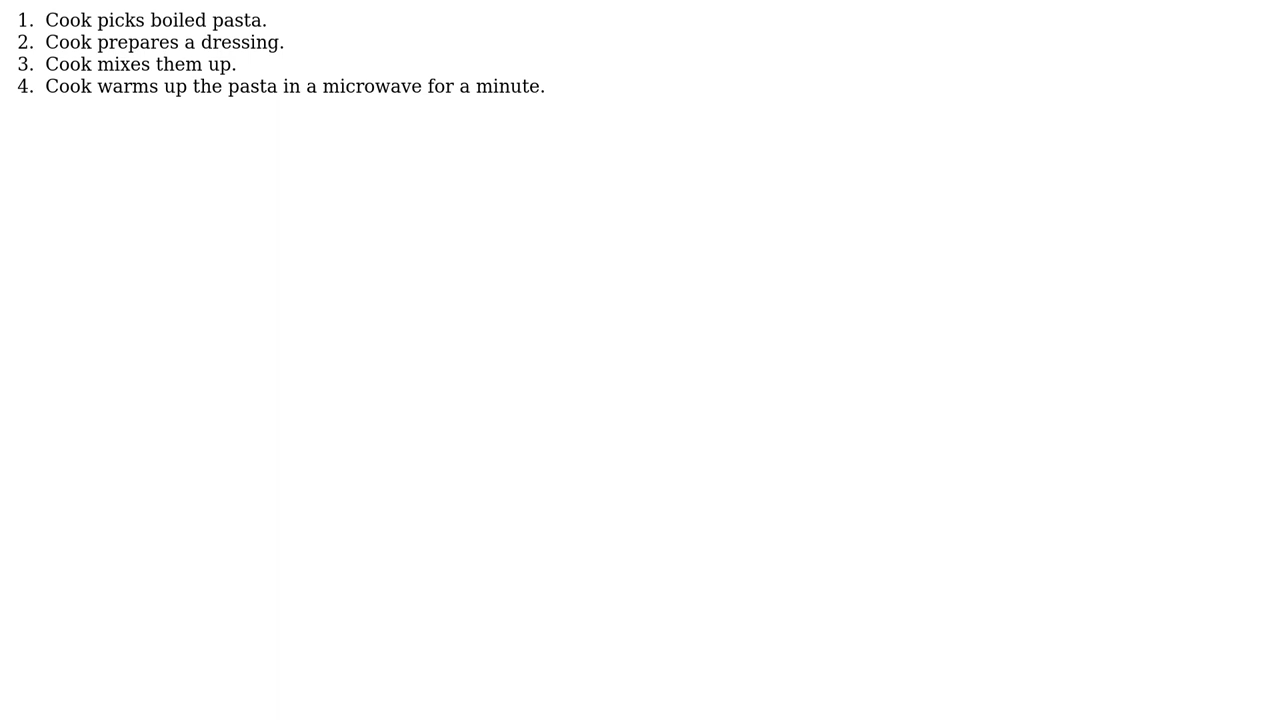 1. Cook picks boiled pasta.
2. Cook prepares a dressing.
3. Cook mixes them up.
4. Cook warms up the pasta in a microwave for a minute.